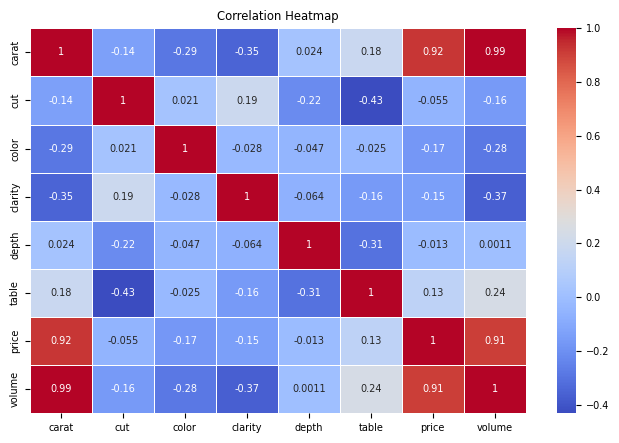 Correlation Heatmap
carat 1 -0.14 -0.29 -0.35 0.024 0.18 0.92 0.99
cut -0.14 1 0.021 0.19 -0.22 -0.43 -0.055 -0.16
color -0.29 0.021 1 -0.028 -0.047 -0.025 -0.17 -0.28
clarity -0.35 0.19 -0.028 1 -0.064 -0.16 -0.15 -0.37
depth 0.024 -0.22 -0.047 -0.064 1 -0.31 -0.013 0.0011
table 0.18 -0.43 -0.025 -0.16 -0.31 1 0.13 0.24
price 0.92 -0.055 -0.17 -0.15 -0.013 0.13 1 0.91
volume 0.99 -0.16 -0.28 -0.37 0.0011 0.24 0.91 1
carat cut color clarity depth table price volume
1.0
0.8
0.6
0.4
0.2
0.0
-0.2
-0.4